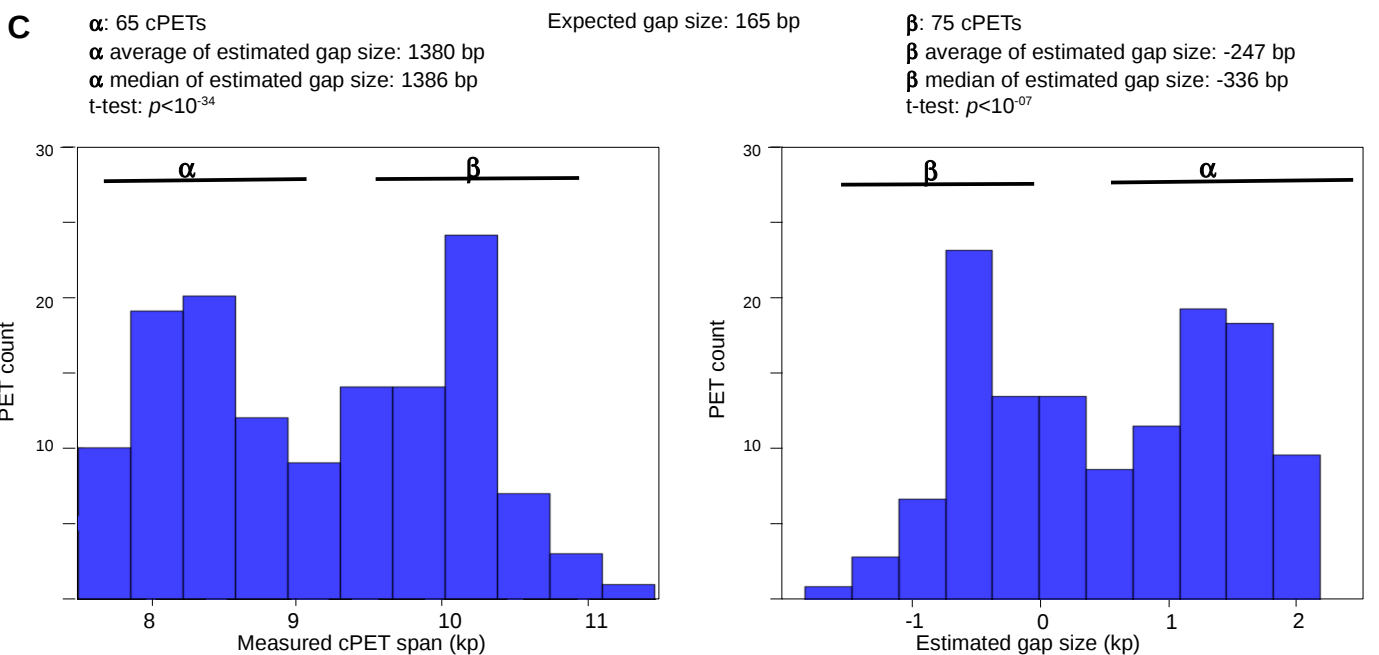 C
α: 65 cPETs
α average of estimated gap size: 1380 bp
α median of estimated gap size: 1386 bp
t-test: p<10⁻³⁴
Expected gap size: 165 bp
β: 75 cPETs
β average of estimated gap size: -247 bp
β median of estimated gap size: -336 bp
t-test: p<10⁻⁰⁷
30
20
10
PET count
α
β
8 9 10 11
Measured cPET span (kp)
30
20
10
PET count
β
α
-1 0 1 2
Estimated gap size (kp)